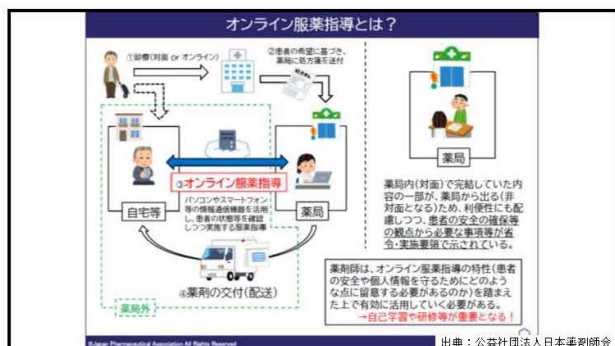 オンライン服薬指導とは?
①診療(対面 or オンライン)
②患者の希望に基づき、
薬局に処方箋を送付
③オンライン服薬指導
パソコンやスマートフォン
等の情報通信機器を活用
し、患者の状態等を確認
しつつ実施する服薬指導
自宅等
薬局
④薬剤の交付(配送)
薬局外
薬局
薬局内(対面)で完結していた内
容の一部が、薬局から出る(非
対面となる)ため、利便性にも配
慮しつつ、患者の安全の確保等
の観点から必要な事項等が省
令・実施要領で示されている。
薬剤師は、オンライン服薬指導の特性(患者
の安全や個人情報を守るためにどのよう
な点に留意する必要があるのか)を踏まえ
た上で有効に活用していく必要がある。
→自己学習や研修等が重要となる!
©Japan Pharmaceutical Association All Rights Reserved
出典:公益社団法人日本薬剤師会